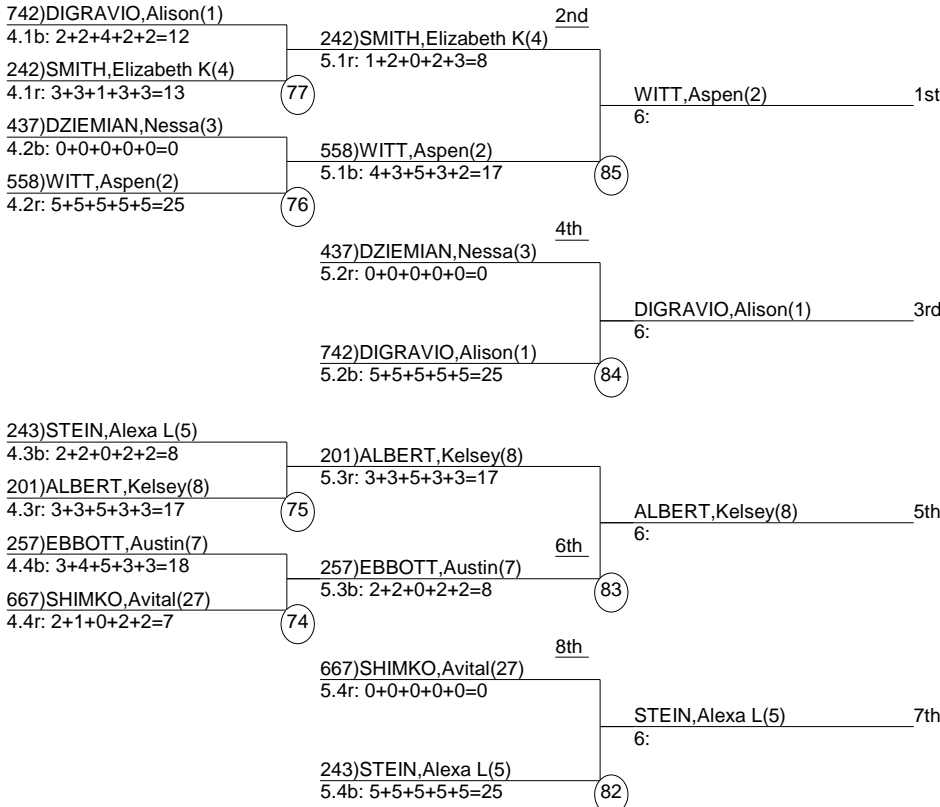 742)DIGRAVIO,Alison(1)
4.1b: 2+2+4+2+2=12
242)SMITH,Elizabeth K(4)
4.1r: 3+3+1+3+3=13
77
437)DZIEMIAN,Nessa(3)
4.2b: 0+0+0+0+0=0
558)WITT,Aspen(2)
4.2r: 5+5+5+5+5=25
76
2nd
242)SMITH,Elizabeth K(4)
5.1r: 1+2+0+2+3=8
558)WITT,Aspen(2)
5.1b: 4+3+5+3+2=17
85
WITT,Aspen(2)
6:
1st
4th
437)DZIEMIAN,Nessa(3)
5.2r: 0+0+0+0+0=0
742)DIGRAVIO,Alison(1)
5.2b: 5+5+5+5+5=25
84
DIGRAVIO,Alison(1)
6:
3rd
243)STEIN,Alexa L(5)
4.3b: 2+2+0+2+2=8
201)ALBERT,Kelsey(8)
4.3r: 3+3+5+3+3=17
75
257)EBBOTT,Austin(7)
4.4b: 3+4+5+3+3=18
667)SHIMKO,Avital(27)
4.4r: 2+1+0+2+2=7
74
201)ALBERT,Kelsey(8)
5.3r: 3+3+5+3+3=17
6th
257)EBBOTT,Austin(7)
5.3b: 2+2+0+2+2=8
83
ALBERT,Kelsey(8)
6:
5th
8th
667)SHIMKO,Avital(27)
5.4r: 0+0+0+0+0=0
243)STEIN,Alexa L(5)
5.4b: 5+5+5+5+5=25
82
STEIN,Alexa L(5)
6:
7th